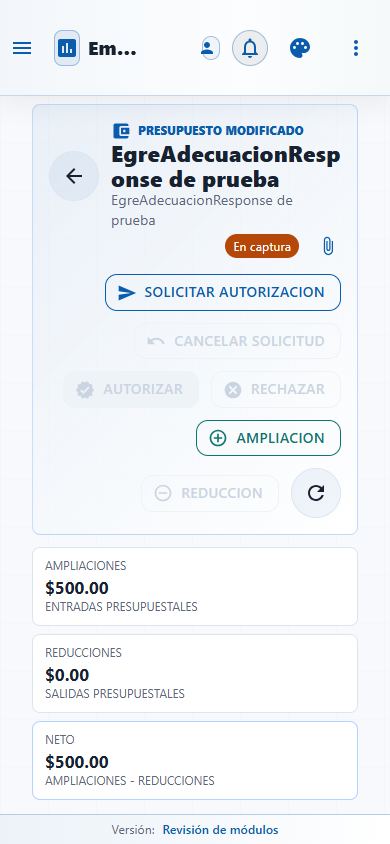 Em...
PRESUPUESTO MODIFICADO
EgreAdecuacionResp
onse de prueba
EgreAdecuacionResponse de
prueba
En captura
SOLICITAR AUTORIZACION
CANCELAR SOLICITUD
AUTORIZAR
RECHAZAR
AMPLIACION
REDUCCION
AMPLIACIONES
$500.00
ENTRADAS PRESUPUESTALES
REDUCCIONES
$0.00
SALIDAS PRESUPUESTALES
NETO
$500.00
AMPLIACIONES - REDUCCIONES
Versión: Revisión de módulos